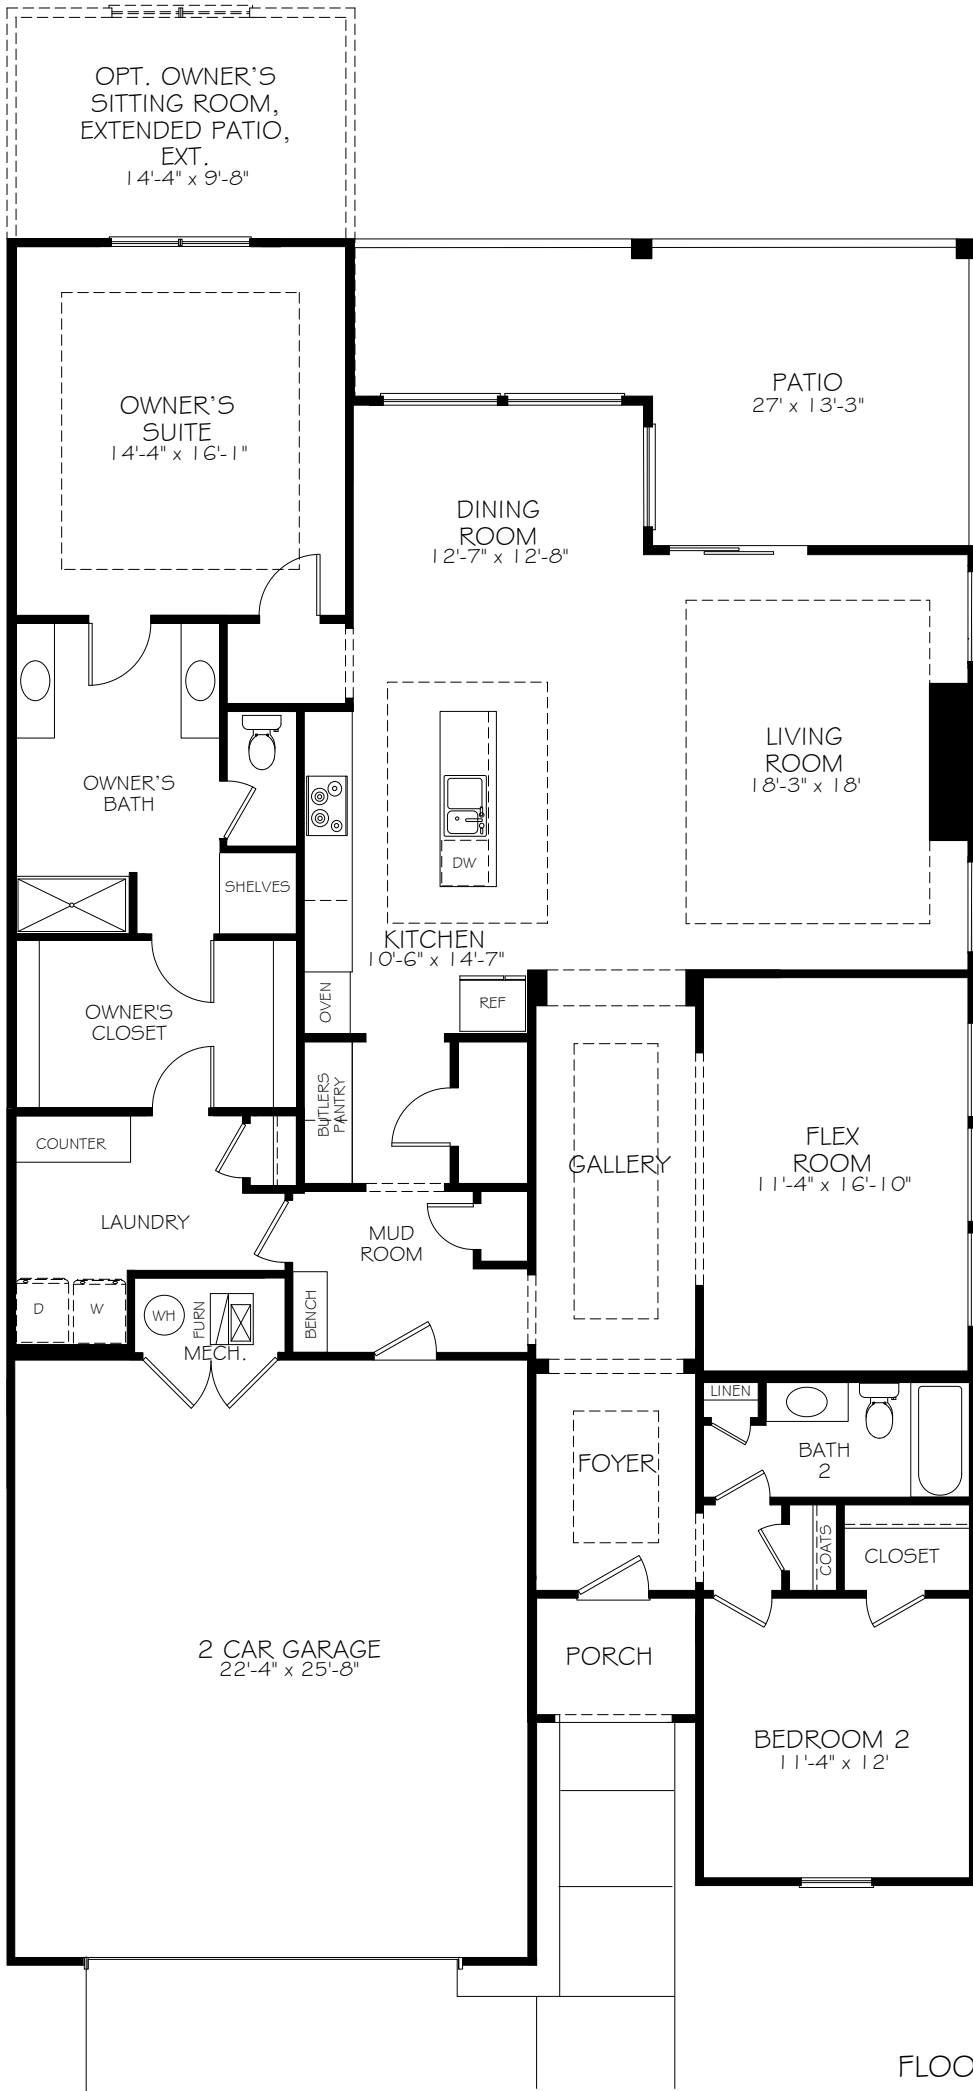 OPT. OWNER'S
SITTING ROOM,
EXTENDED PATIO,
EXT.
14'-4" x 9'-8"
OWNER'S
SUITE
14'-4" x 16'-1"
PATIO
27' x 13'-3"
DINING
ROOM
12'-7" x 12'-8"
LIVING
ROOM
18'-3" x 18'
OWNER'S
BATH
DW
SHELVES
KITCHEN
10'-6" x 14'-7"
OVEN
REF
OWNER'S
CLOSET
BUTLERS
PANTRY
COUNTER
GALLERY
FLEX
ROOM
11'-4" x 16'-10"
LAUNDRY
MUD
ROOM
D
W
WH
FURN
MECH.
BENCH
LINEN
BATH
2
FOYER
COATS
CLOSET
2 CAR GARAGE
22'-4" x 25'-8"
PORCH
BEDROOM 2
11'-4" x 12'
FLOO